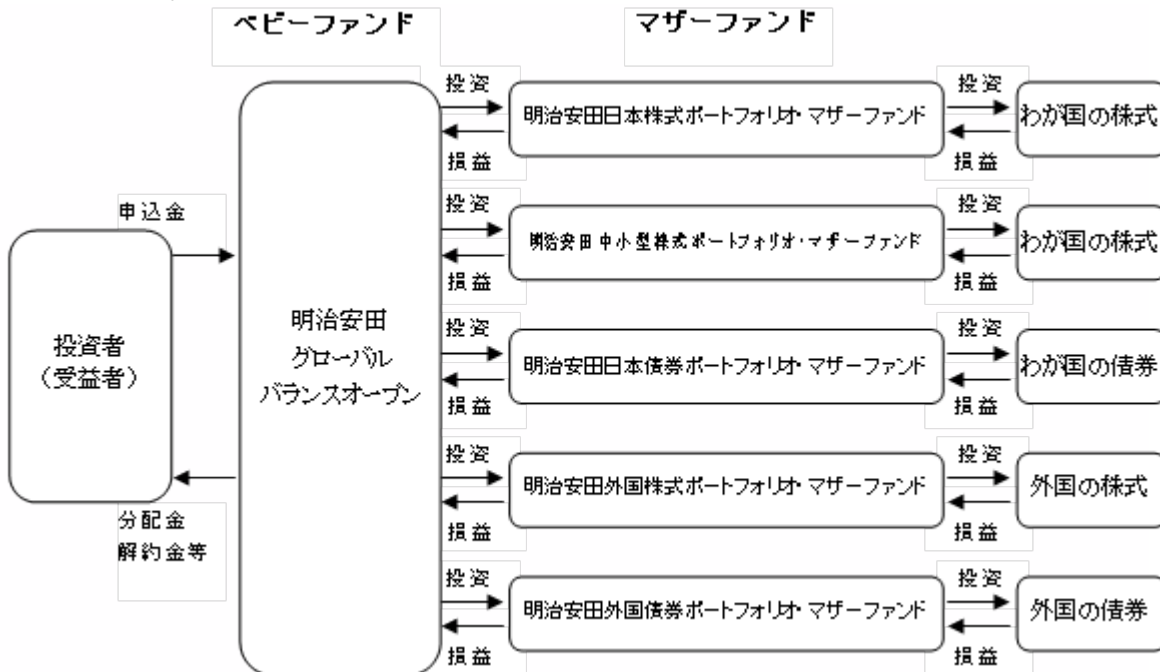 ベビーファンド
マザーファンド
投資
損益
明治安田日本株式ポートフォリオ・マザーファンド
投資
損益
わが国の株式
投資
損益
明治安田中小型株式ポートフォリオ・マザーファンド
投資
損益
わが国の株式
申込金
投資者
（受益者）
分配金
解約金等
明治安田
グローバル
バランスオープン
投資
損益
明治安田日本債券ポートフォリオ・マザーファンド
投資
損益
わが国の債券
投資
損益
明治安田外国株式ポートフォリオ・マザーファンド
投資
損益
外国の株式
投資
損益
明治安田外国債券ポートフォリオ・マザーファンド
投資
損益
外国の債券